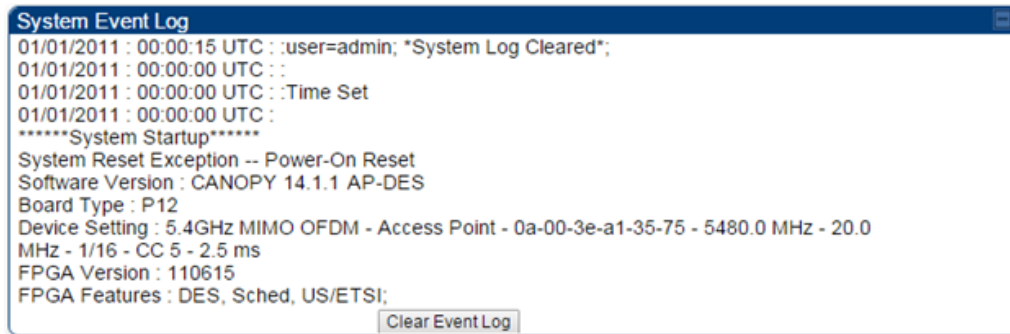 System Event Log
01/01/2011 : 00:00:15 UTC : :user=admin; *System Log Cleared*;
01/01/2011 : 00:00:00 UTC : :
01/01/2011 : 00:00:00 UTC : :Time Set
01/01/2011 : 00:00:00 UTC :
******System Startup******
System Reset Exception -- Power-On Reset
Software Version : CANOPY 14.1.1 AP-DES
Board Type : P12
Device Setting : 5.4GHz MIMO OFDM - Access Point - 0a-00-3e-a1-35-75 - 5480.0 MHz - 20.0
MHz - 1/16 - CC 5 - 2.5 ms
FPGA Version : 110615
FPGA Features : DES, Sched, US/ETSI;
Clear Event Log